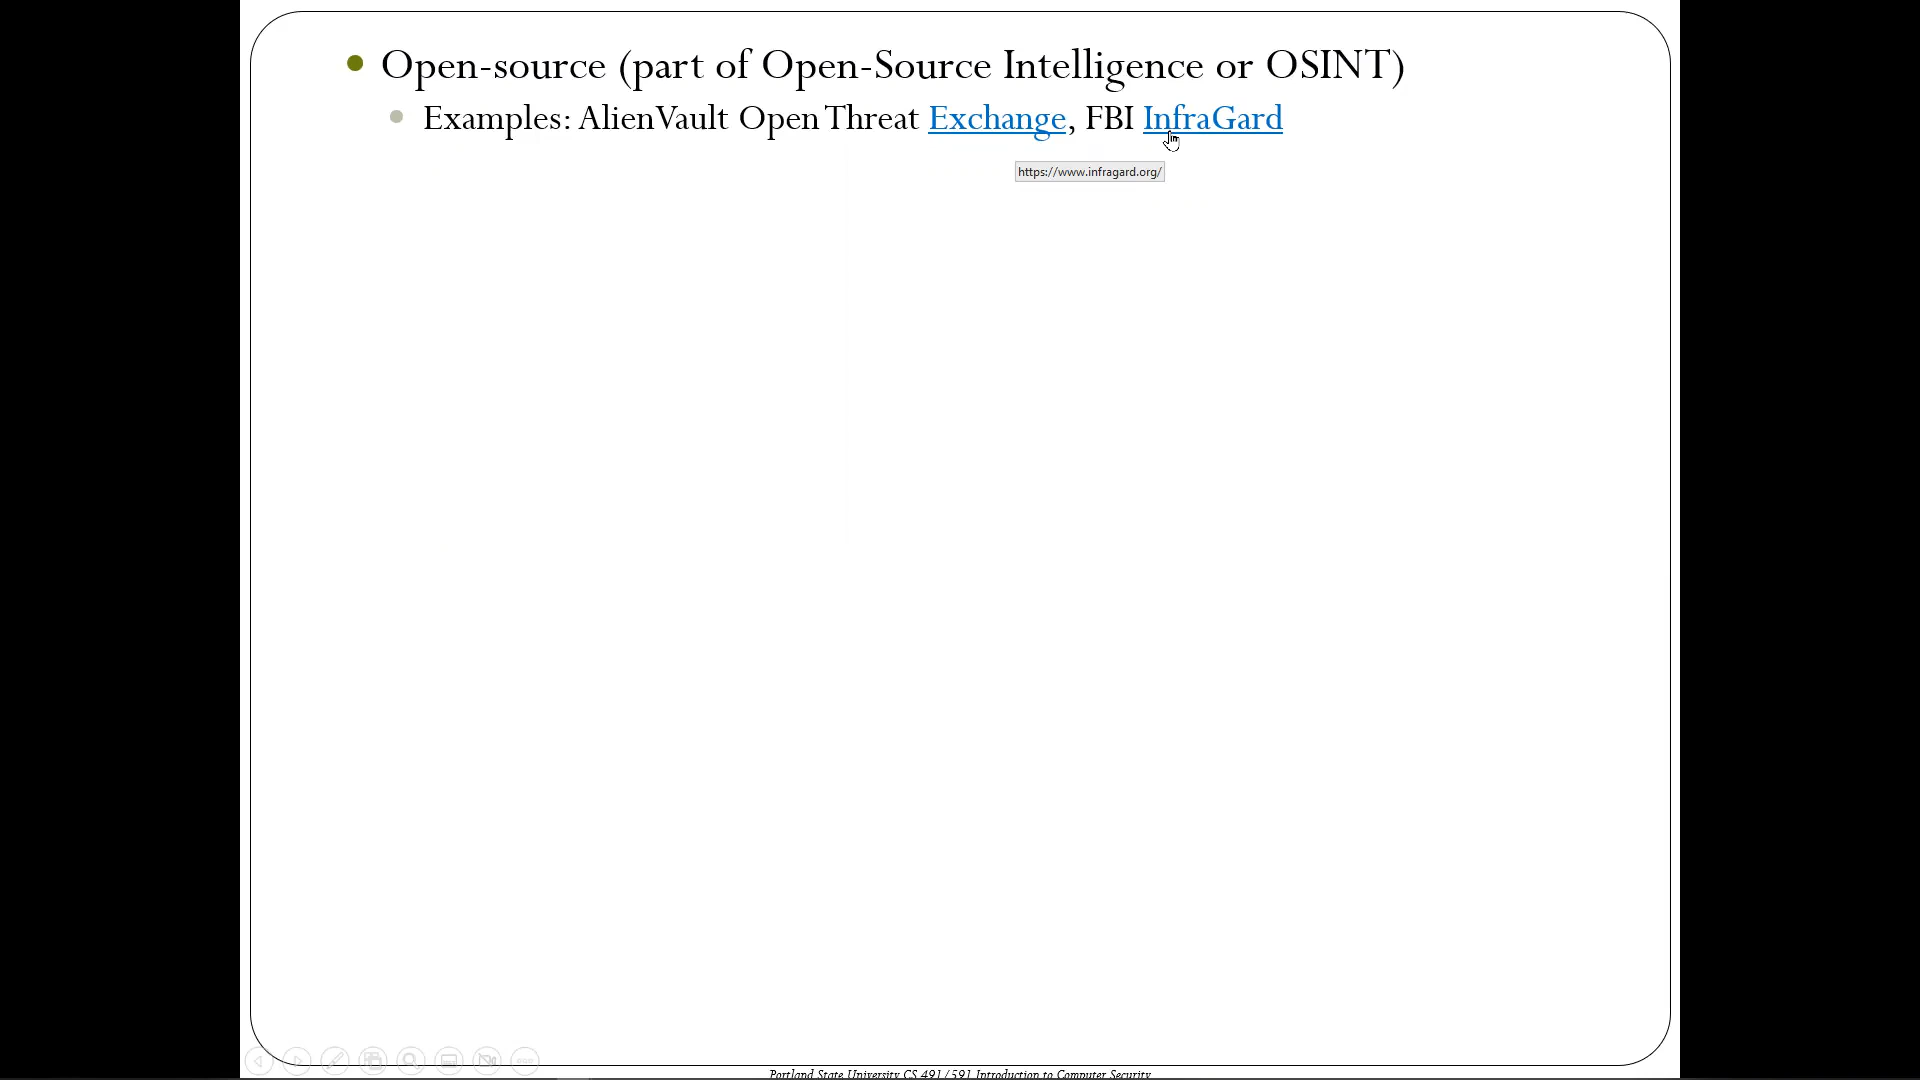 Open-source (part of Open-Source Intelligence or OSINT)
Examples: AlienVault Open Threat Exchange, FBI InfraGard
https://www.infragard.org/
Portland State University CS 491/591 Introduction to Computer Security